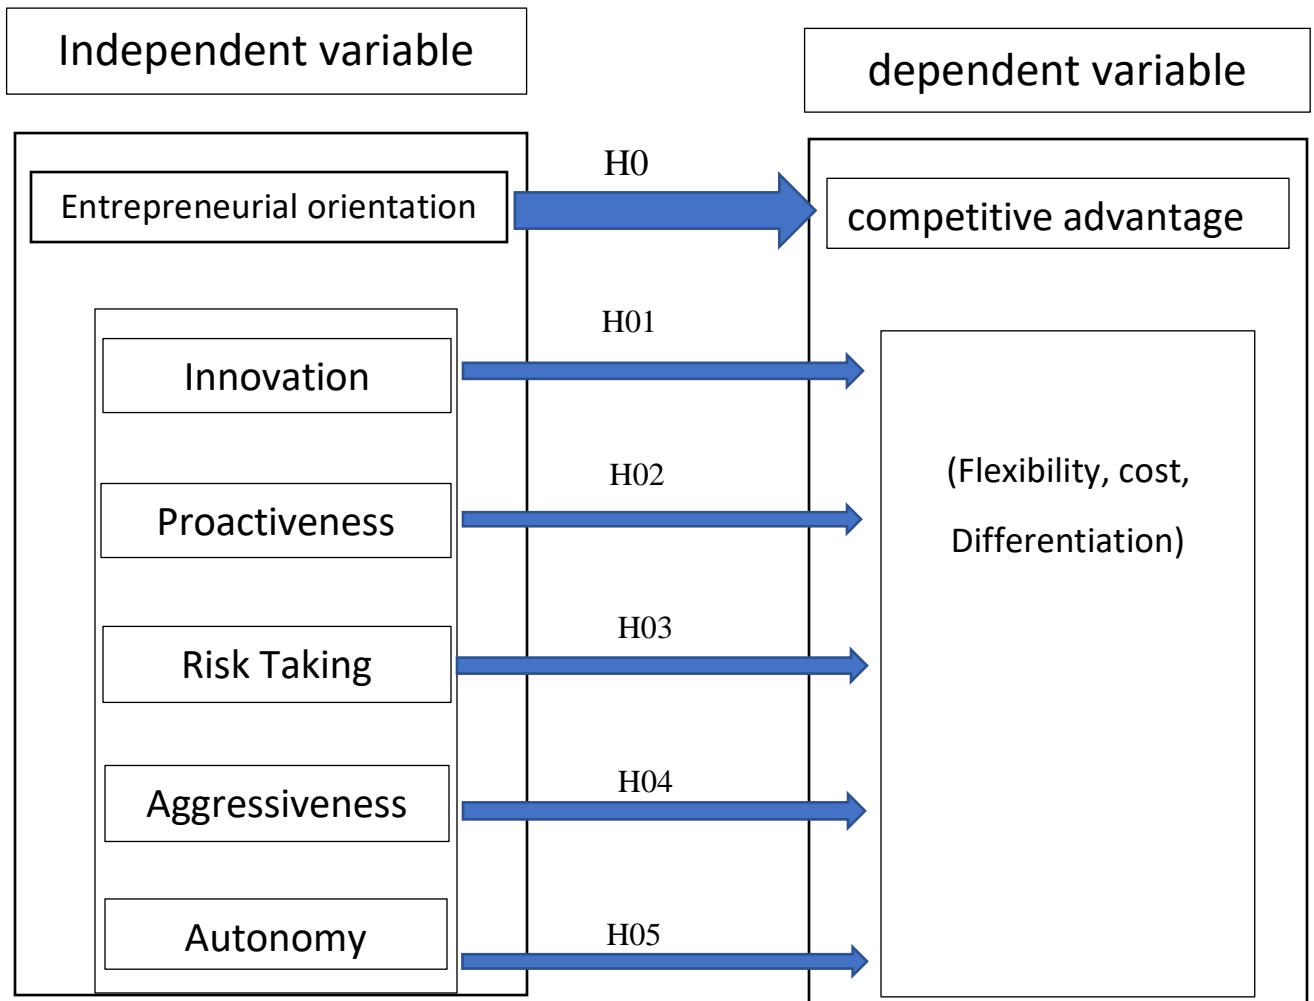 Independent variable
dependent variable
H0
Entrepreneurial orientation
competitive advantage
H01
Innovation
H02
(Flexibility, cost,
Proactiveness
Differentiation)
H03
Risk Taking
H04
Aggressiveness
H05
Autonomy